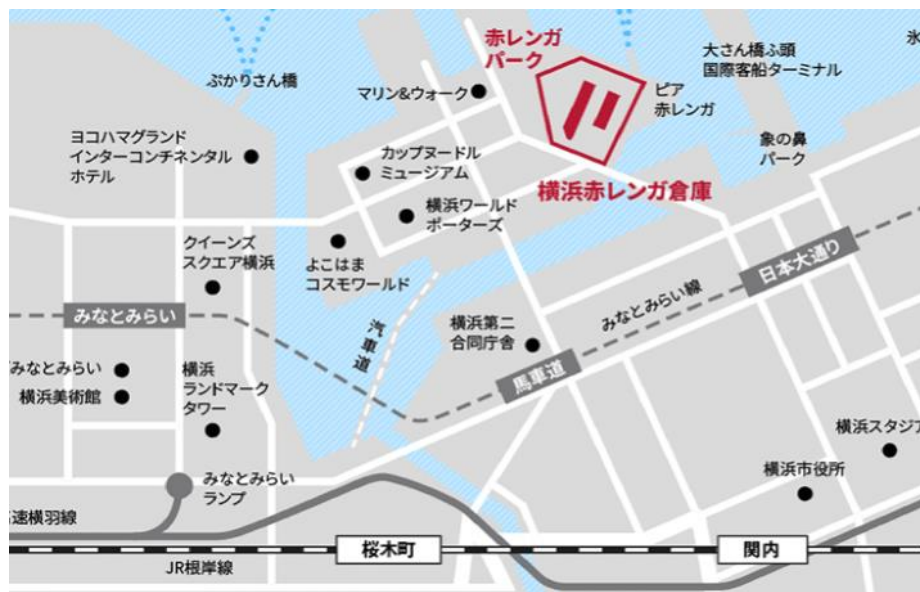 赤レンガ
パーク
大さん橋ふ頭
国際客船ターミナル
氷
ぷかりさん橋
マリン&ウォーク
ピア
赤レンガ
ヨコハマグランド
インターコンチネンタル
ホテル
カップヌードル
ミュージアム
象の鼻
パーク
横浜赤レンガ倉庫
横浜ワールド
ポーターズ
クイーンズ
スクエア横浜
よこはま
コスモワールド
日本大通り
みなとみらい
みなとみらい線
汽車道
横浜第二
合同庁舎
馬車道
みなとみらい
横浜美術館
横浜
ランドマーク
タワー
横浜スタジア
横浜市役所
みなとみらい
ランプ
高速横羽線
桜木町
関内
JR根岸線